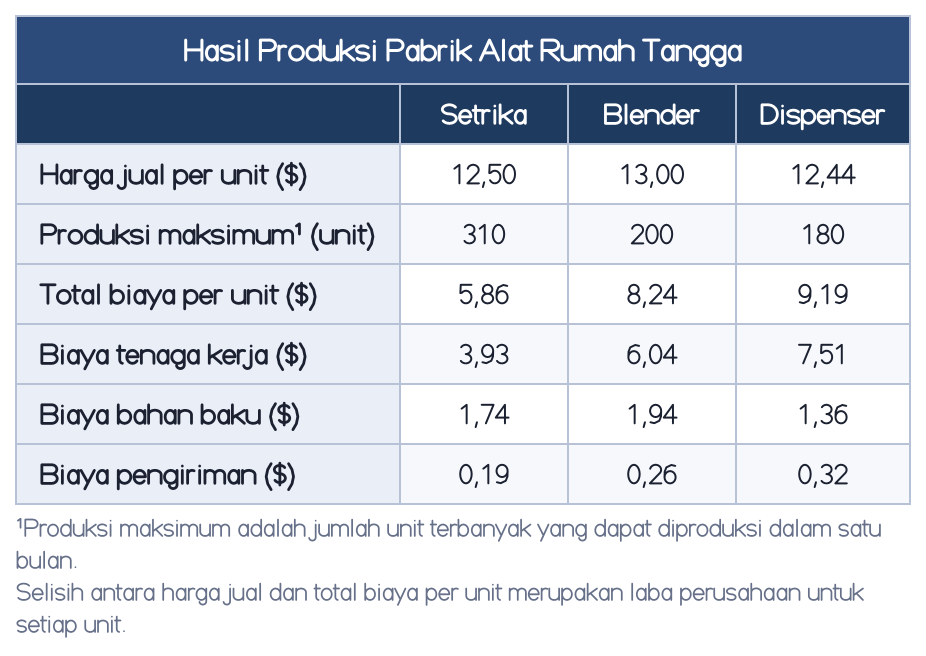 Hasil Produksi Pabrik Alat Rumah Tangga
Setrika Blender Dispenser
Harga jual per unit ($) 12,50 13,00 12,44
Produksi maksimum¹ (unit) 310 200 180
Total biaya per unit ($) 5,86 8,24 9,19
Biaya tenaga kerja ($) 3,93 6,04 7,51
Biaya bahan baku ($) 1,74 1,94 1,36
Biaya pengiriman ($) 0,19 0,26 0,32
¹Produksi maksimum adalah jumlah unit terbanyak yang dapat diproduksi dalam satu
bulan.
Selisih antara harga jual dan total biaya per unit merupakan laba perusahaan untuk
setiap unit.